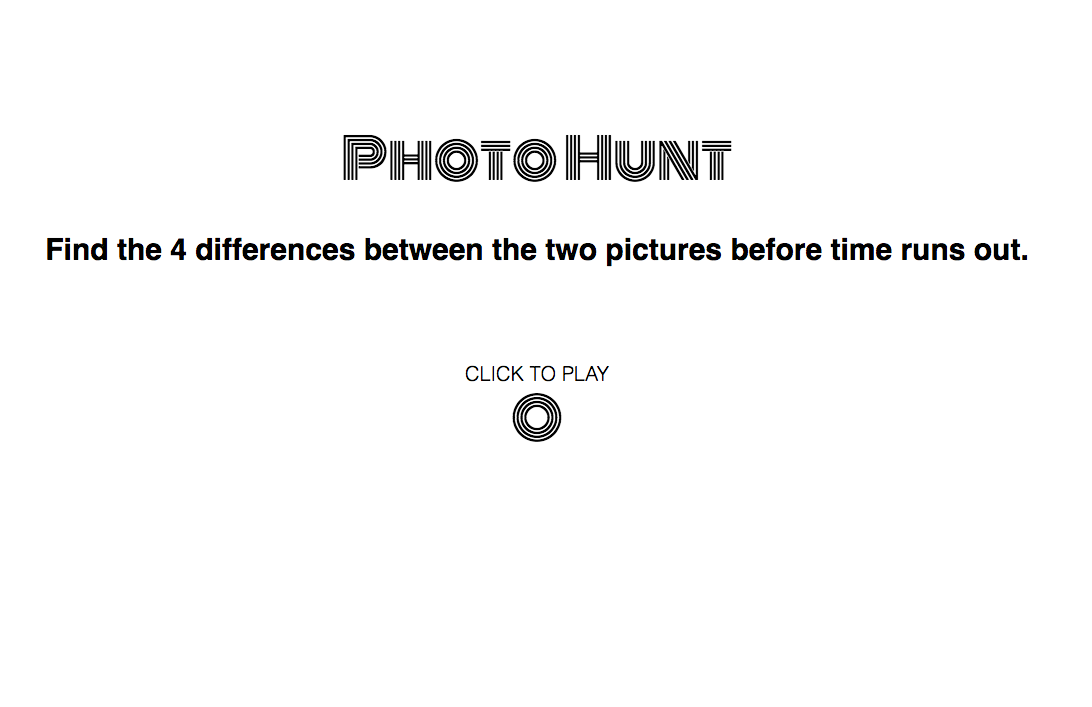 PHOTO HUNT
Find the 4 differences between the two pictures before time runs out.
CLICK TO PLAY